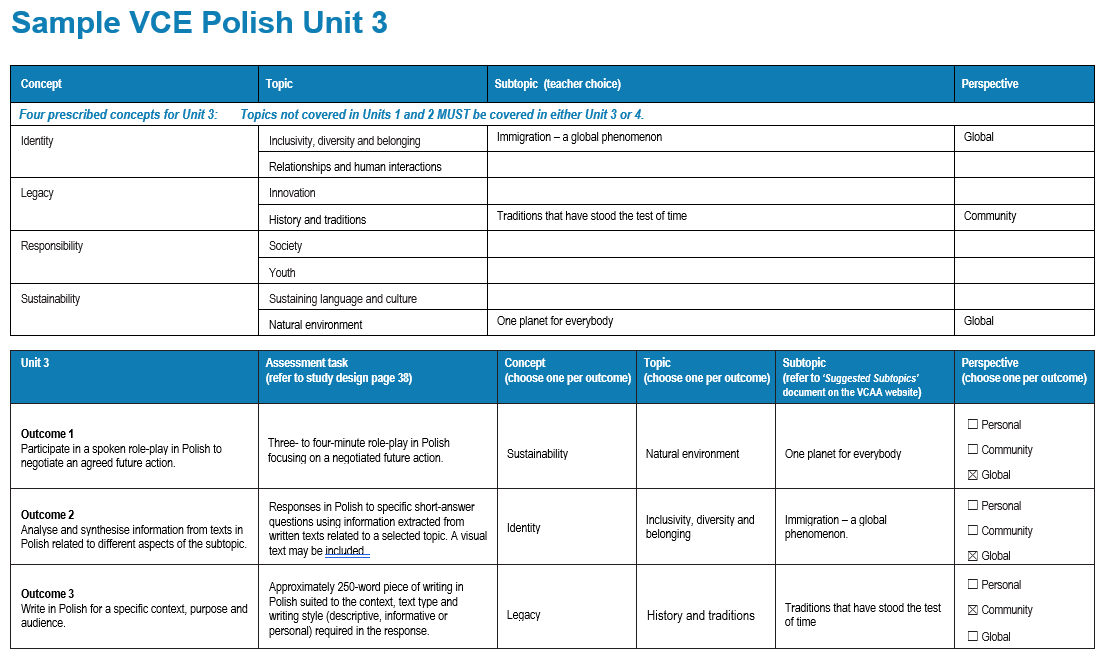 Sample VCE Polish Unit 3
Concept Topic Subtopic (teacher choice) Perspective
Four prescribed concepts for Unit 3: Topics not covered in Units 1 and 2 MUST be covered in either Unit 3 or 4.
Identity Inclusivity, diversity and belonging Immigration – a global phenomenon Global
Relationships and human interactions
Legacy Innovation
History and traditions Traditions that have stood the test of time Community
Responsibility Society
Youth
Sustainability Sustaining language and culture
Natural environment One planet for everybody Global
Unit 3
Assessment task
(refer to study design page 38)
Concept
(choose one per outcome)
Topic
(choose one per outcome)
Subtopic
(refer to ‘Suggested Subtopics’
document on the VCAA website)
Perspective
(choose one per outcome)
Outcome 1
Participate in a spoken role-play in Polish to
negotiate an agreed future action.
Three- to four-minute role-play in Polish
focusing on a negotiated future action.
Sustainability
Natural environment
One planet for everybody
☐ Personal
☐ Community
☒ Global
Outcome 2
Analyse and synthesise information from texts in
Polish related to different aspects of the subtopic.
Responses in Polish to specific short-answer
questions using information extracted from
written texts related to a selected topic. A visual
text may be included.
Identity
Inclusivity, diversity and
belonging
Immigration – a global
phenomenon.
☐ Personal
☐ Community
☒ Global
Outcome 3
Write in Polish for a specific context, purpose and
audience.
Approximately 250-word piece of writing in
Polish suited to the context, text type and
writing style (descriptive, informative or
personal) required in the response.
Legacy
History and traditions
Traditions that have stood the test
of time
☐ Personal
☒ Community
☐ Global